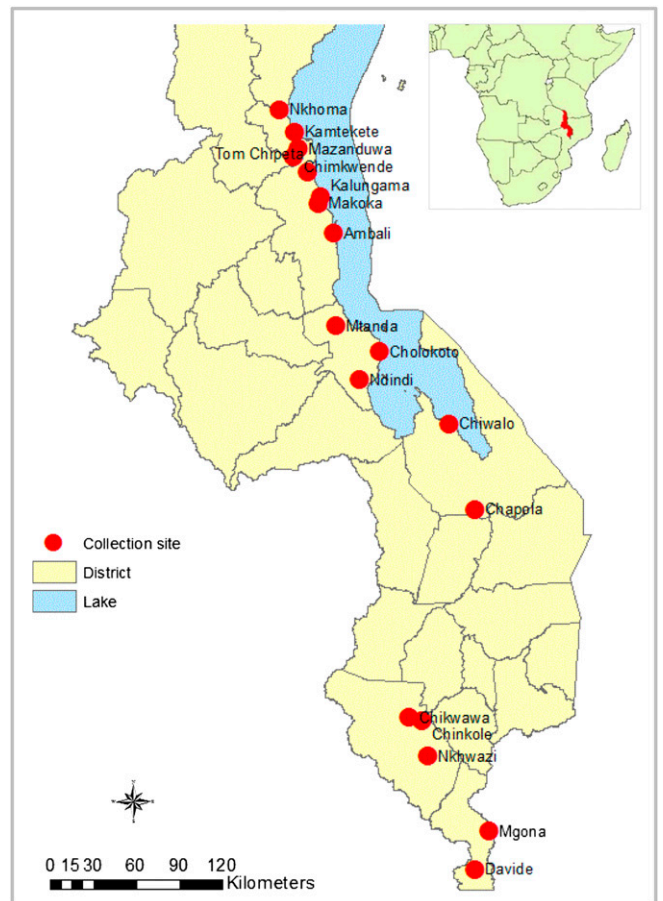 Nkhoma
Kamtekete
Mazanduwa
Tom Chipeta
Chimkwende
Kalungama
Makoka
Ambali
Mtanda
Cholokoto
Ndindi
Chiwalo
Chapola
Collection site
District
Lake
Chikwawa
Chinkole
Nkhwazi
Mgona
Davide
0 15 30 60 90 120
Kilometers